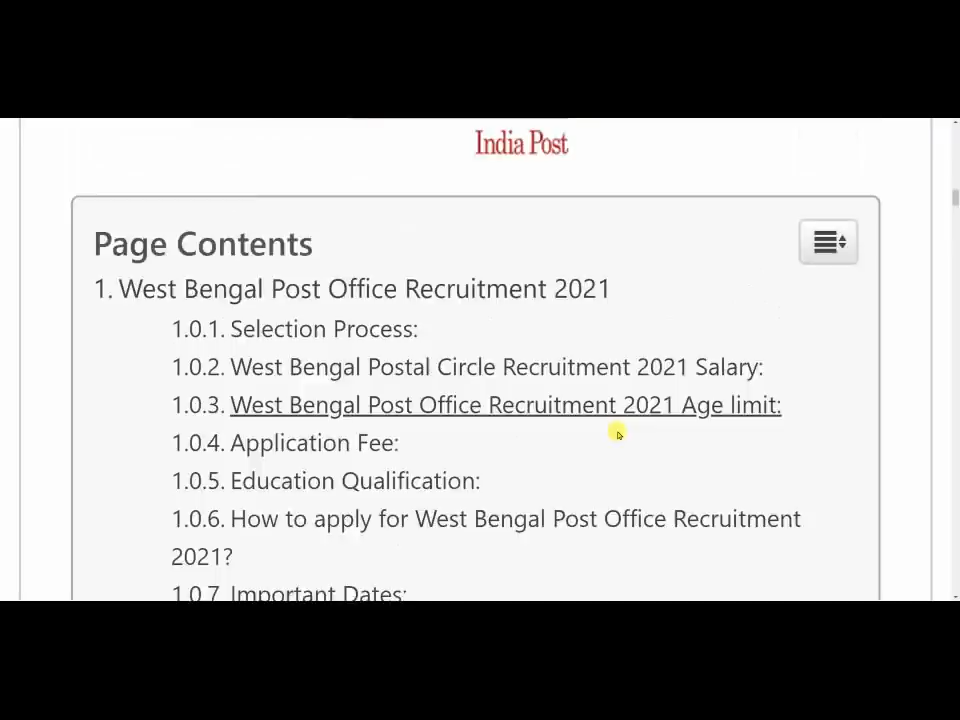 India Post
Page Contents
1. West Bengal Post Office Recruitment 2021
1.0.1. Selection Process:
1.0.2. West Bengal Postal Circle Recruitment 2021 Salary:
1.0.3. West Bengal Post Office Recruitment 2021 Age limit:
1.0.4. Application Fee:
1.0.5. Education Qualification:
1.0.6. How to apply for West Bengal Post Office Recruitment
2021?
1.0.7. Important Dates: